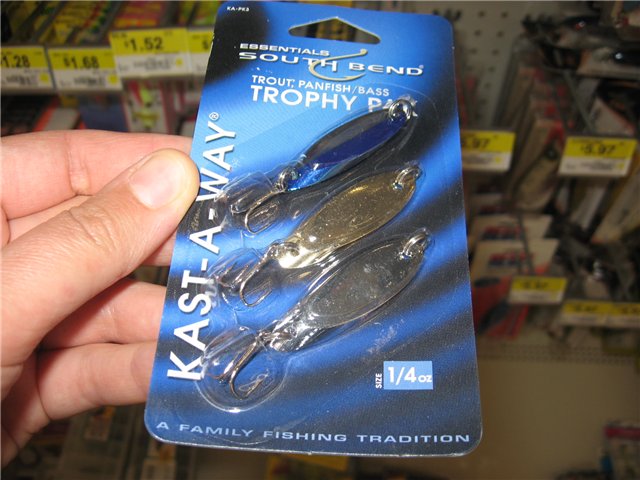 KA-PK3
ESSENTIALS
SOUTH BEND®
TROUT, PANFISH/BASS
TROPHY PAK
KAST-A-WAY®
SIZE 1/4 oz
A FAMILY FISHING TRADITION
$1.28
$1.68
$1.52
5.97
9.97